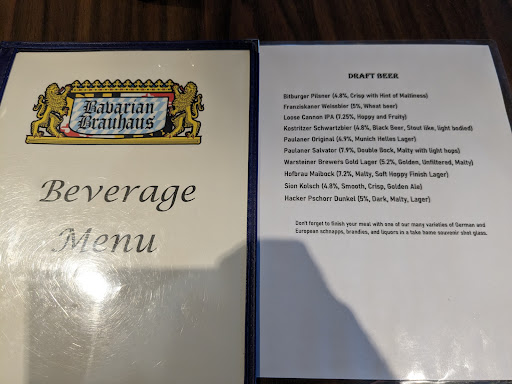 Bavarian
Brauhaus
Beverage
Menu
DRAFT BEER
Bitburger Pilsner (4.8%, Crisp with Hint of Maltiness)
Franziskaner Weissbier (5%, Wheat beer)
Loose Cannon IPA (7.25%, Hoppy and Fruity)
Kostritzer Schwartzbier (4.8%, Black Beer, Stout like, light bodied)
Paulaner Original (4.9%, Munich Helles Lager)
Paulaner Salvator (7.9%, Double Bock, Malty with light hops)
Warsteiner Brewers Gold Lager (5.2%, Golden, Unfiltered, Malty)
Hofbrau Maibock (7.2%, Malty, Soft Hoppy Finish Lager)
Sion Kolsch (4.8%, Smooth, Crisp, Golden Ale)
Hacker Pschorr Dunkel (5%, Dark, Malty, Lager)
Don't forget to finish your meal with one of our many varieties of German and
European schnapps, brandies, and liquors in a take home souvenir shot glass.